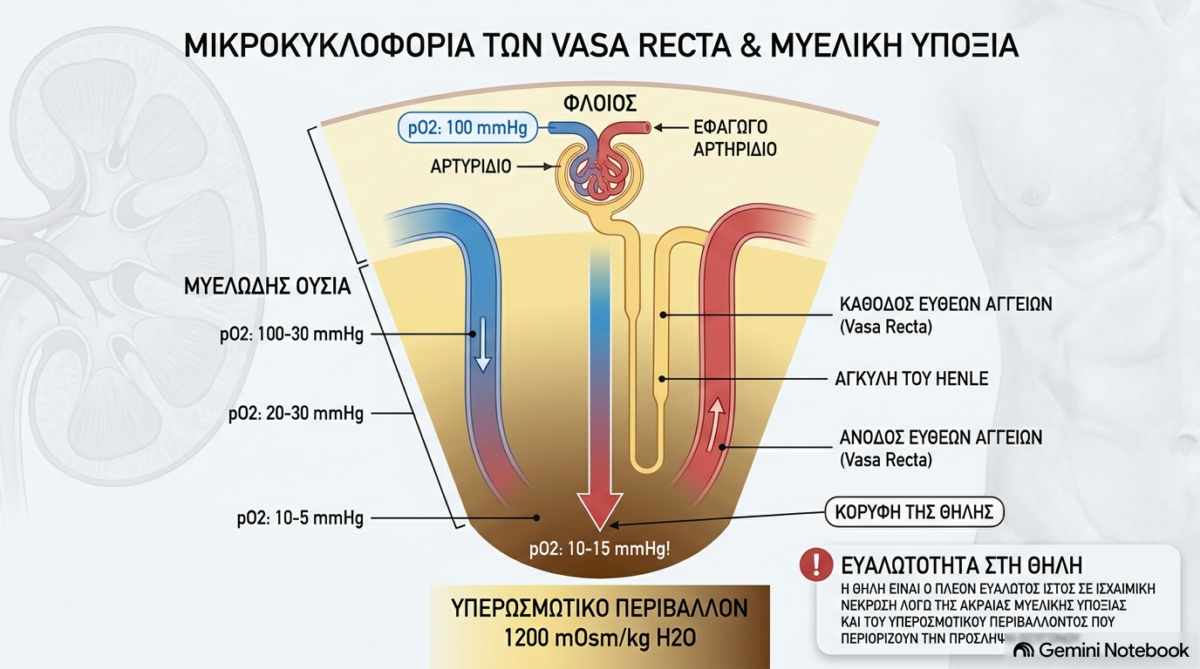 ΜΙΚΡΟΚΥΚΛΟΦΟΡΙΑ ΤΩΝ VASA RECTA & ΜΥΕΛΙΚΗ ΥΠΟΞΙΑ
ΦΛΟΙΟΣ
pO2: 100 mmHg
ΕΦΑΓΩΓΟ
ΑΡΤΗΡΙΔΙΟ
ΑΡΤΥΡΙΔΙΟ
ΜΥΕΛΩΔΗΣ ΟΥΣΙΑ
pO2: 100-30 mmHg
pO2: 20-30 mmHg
pO2: 10-5 mmHg
ΚΑΘΟΔΟΣ ΕΥΘΕΩΝ ΑΓΓΕΙΩΝ
(Vasa Recta)
ΑΓΚΥΛΗ ΤΟΥ HENLE
ΑΝΟΔΟΣ ΕΥΘΕΩΝ ΑΓΓΕΙΩΝ
(Vasa Recta)
ΚΟΡΥΦΗ ΤΗΣ ΘΗΛΗΣ
pO2: 10-15 mmHg!
ΥΠΕΡΩΣΜΩΤΙΚΟ ΠΕΡΙΒΑΛΛΟΝ
1200 mOsm/kg H2O
! ΕΥΑΛΩΤΟΤΗΤΑ ΣΤΗ ΘΗΛΗ
Η ΘΗΛΗ ΕΙΝΑΙ Ο ΠΛΕΟΝ ΕΥΑΛΩΤΟΣ ΙΣΤΟΣ ΣΕ ΙΣΧΑΙΜΙΚΗ
ΝΕΚΡΩΣΗ ΛΟΓΩ ΤΗΣ ΑΚΡΑΙΑΣ ΜΥΕΛΙΚΗΣ ΥΠΟΞΙΑΣ
ΚΑΙ ΤΟΥ ΥΠΕΡΟΣΜΩΤΙΚΟΥ ΠΕΡΙΒΑΛΛΟΝΤΟΣ ΠΟΥ
ΠΕΡΙΟΡΙΖΟΥΝ ΤΗΝ
Gemini Notebook